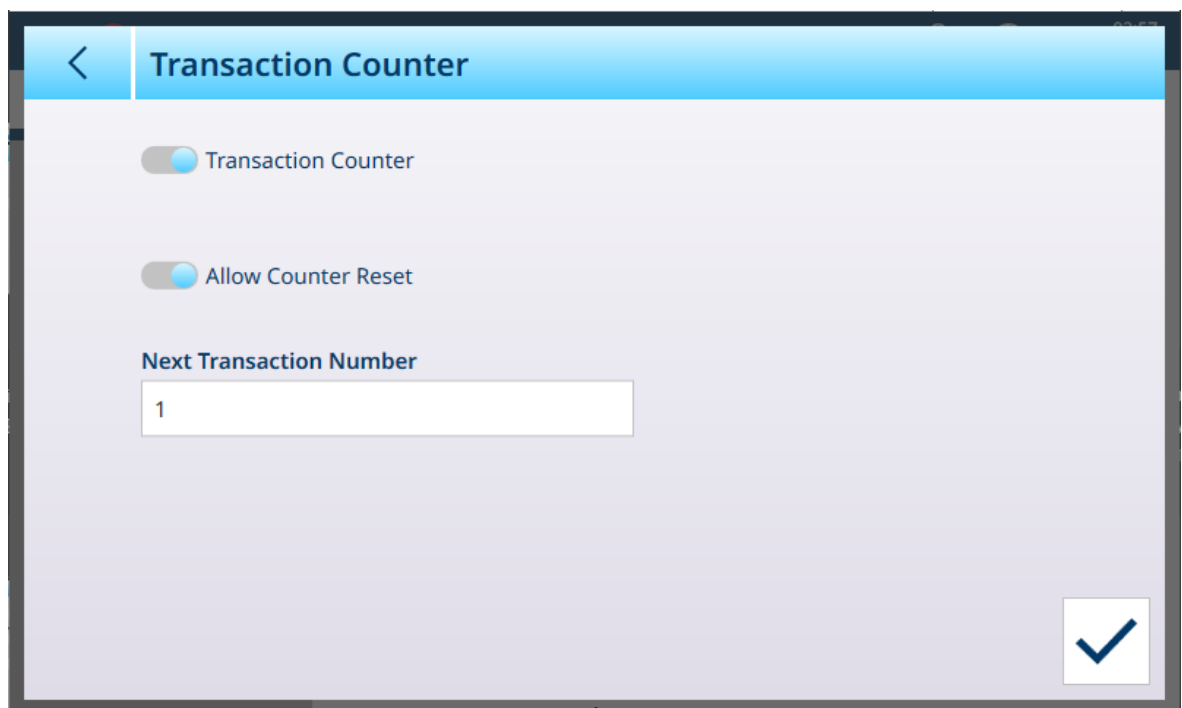 Transaction Counter
Transaction Counter
Allow Counter Reset
Next Transaction Number
1